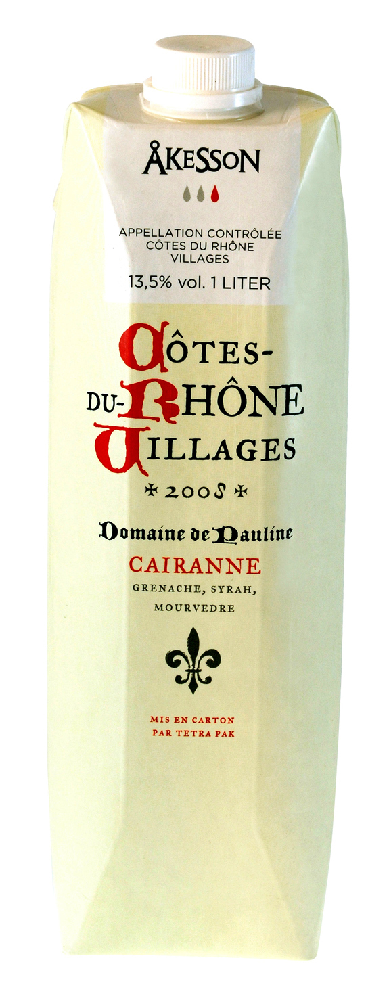 ÅKESSON
APPELLATION CONTRÔLÉE
CÔTES DU RHÔNE
VILLAGES
13,5% vol. 1 LITER
CÔTES-
DU-RHÔNE
VILLAGES
✠ 2008 ✠
Domaine de Pauline
CAIRANNE
GRENACHE, SYRAH,
MOURVEDRE
MIS EN CARTON
PAR TETRA PAK